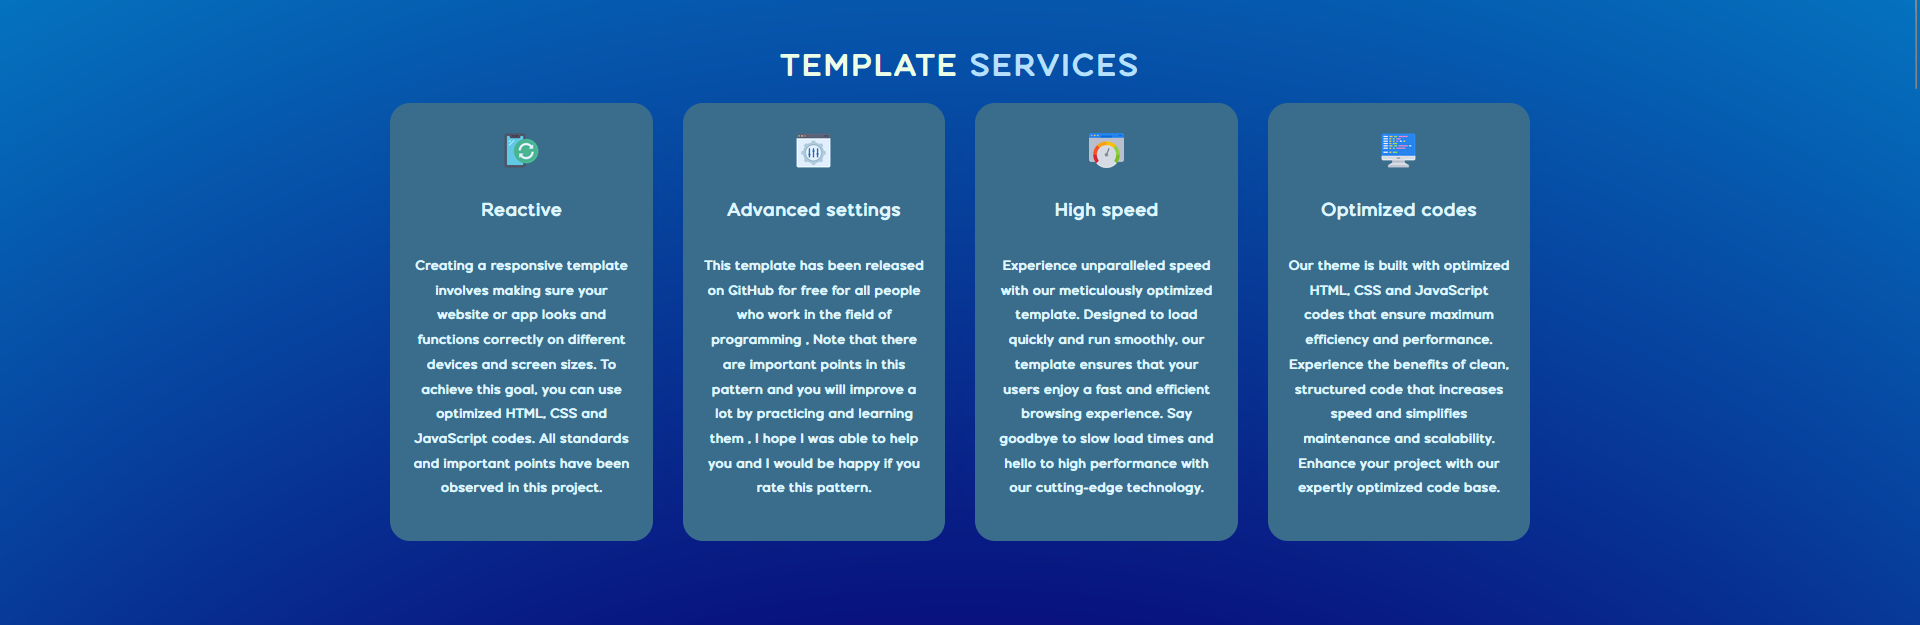 TEMPLATE SERVICES
Reactive
Creating a responsive template
involves making sure your
website or app looks and
functions correctly on different
devices and screen sizes. To
achieve this goal, you can use
optimized HTML, CSS and
JavaScript codes. All standards
and important points have been
observed in this project.
Advanced settings
This template has been released
on GitHub for free for all people
who work in the field of
programming , Note that there
are important points in this
pattern and you will improve a
lot by practicing and learning
them , I hope I was able to help
you and I would be happy if you
rate this pattern.
High speed
Experience unparalleled speed
with our meticulously optimized
template. Designed to load
quickly and run smoothly, our
template ensures that your
users enjoy a fast and efficient
browsing experience. Say
goodbye to slow load times and
hello to high performance with
our cutting-edge technology.
Optimized codes
Our theme is built with optimized
HTML, CSS and JavaScript
codes that ensure maximum
efficiency and performance.
Experience the benefits of clean,
structured code that increases
speed and simplifies
maintenance and scalability.
Enhance your project with our
expertly optimized code base.